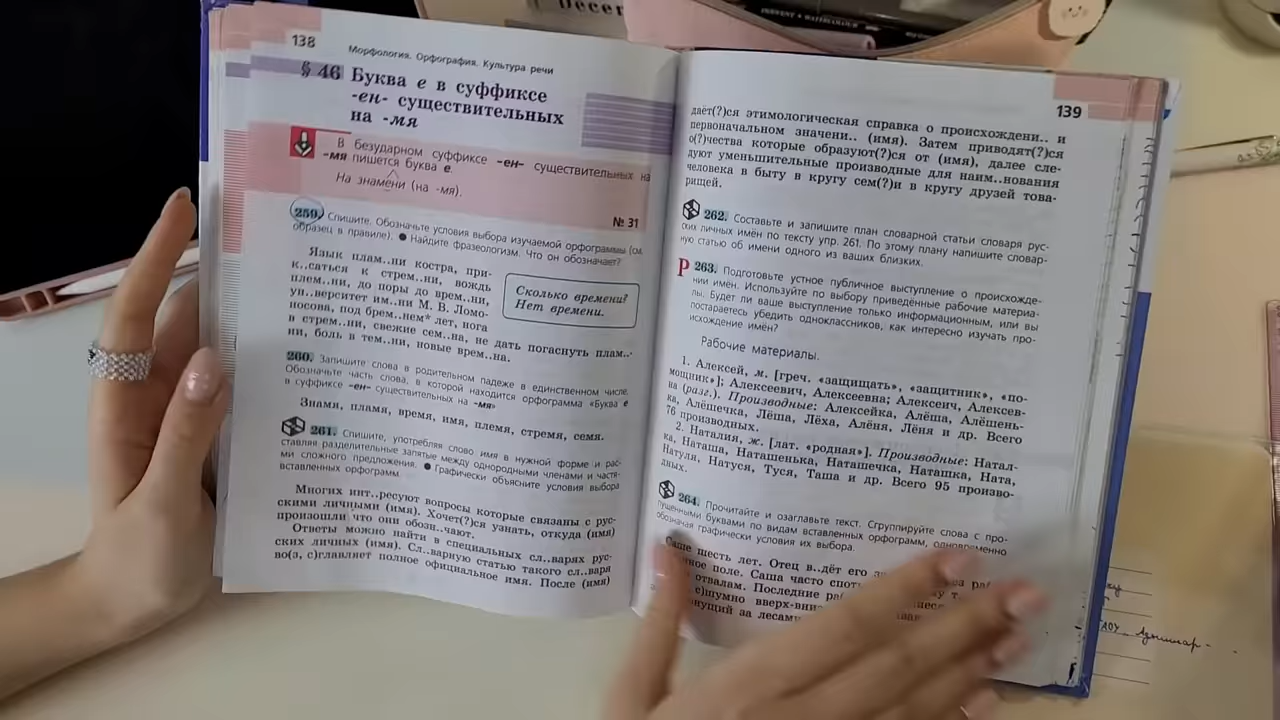 Decem
138
Морфология. Орфография. Культура речи
§ 46 Буква е в суффиксе
-ен- существительных
на -мя
В безударном суффиксе -ен- существительных на
-мя пишется буква е.
На знамени (на -мя).
№ 31
259. Спишите. Обозначьте условия выбора изучаемой орфограммы (см.
образец в правиле). ● Найдите фразеологизм. Что он обозначает?
Язык плам..ни костра, при-
к..саться к стрем..ни, вождь
плем..ни, до поры до врем..ни,
ун..верситет им..ни М. В. Ломо-
носова, под брем..нем* лет, нога
в стрем..ни, свежие сем..на, не дать погаснуть плам..-
ни, боль в тем..ни, новые врем..на.
Сколько времени?
Нет времени.
260. Запишите слова в родительном падеже в единственном числе.
Обозначьте часть слова, в которой находится орфограмма «Буква е
в суффиксе -ен- существительных на -мя»
Знамя, пламя, время, имя, племя, стремя, семя.
261. Спишите, употребляя слово имя в нужной форме и рас-
ставляя разделительные запятые между однородными членами и частя-
ми сложного предложения. ● Графически объясните условия выбора
вставленных орфограмм.
Многих инт..ресуют вопросы которые связаны с рус-
скими личными (имя). Хочет(?)ся узнать, откуда (имя)
произошли что они обозн..чают.
Ответы можно найти в специальных сл..варях рус-
ских личных (имя). Сл..варную статью такого сл..варя
во(з, с)главляет полное официальное имя. После (имя)
139
даёт(?)ся этимологическая справка о происхождени.. и
первоначальном значени.. (имя). Затем приводят(?)ся
о(?)чества которые образуют(?)ся от (имя), далее сле-
дуют уменьшительные производные для наим..нования
человека в быту в кругу сем(?)и в кругу друзей това-
рищей.
262. Составьте и запишите план словарной статьи словаря рус-
ских личных имён по тексту упр. 261. По этому плану напишите словар-
ную статью об имени одного из ваших близких.
Р 263. Подготовьте устное публичное выступление о происхожде-
нии имён. Используйте по выбору приведённые рабочие материа-
лы. Будет ли ваше выступление только информационным, или вы
постараетесь убедить одноклассников, как интересно изучать про-
исхождение имён?
Рабочие материалы.
1. Алексей, м. [греч. «защищать», «защитник», «по-
мощник»]; Алексеевич, Алексеевна; Алексеич, Алексев-
на (разг.). Производные: Алексейка, Алёша, Алёшень-
ка, Алёшечка, Лёша, Лёха, Алёня, Лёня и др. Всего
76 производных.
2. Наталия, ж. [лат. «родная»]. Производные: Натал-
ка, Наташа, Наташенька, Наташечка, Наташка, Ната,
Натуля, Натуся, Туся, Таша и др. Всего 95 произво-
дных.
264. Прочитайте и озаглавьте текст. Сгруппируйте слова с про-
пущенными буквами по видам вставленных орфограмм, одновременно
обозначая графически условия их выбора.
Саше шесть лет. Отец в..дёт его
поле. Саша часто
отвалам. Последние
шумно вверх-вниз
за лесами